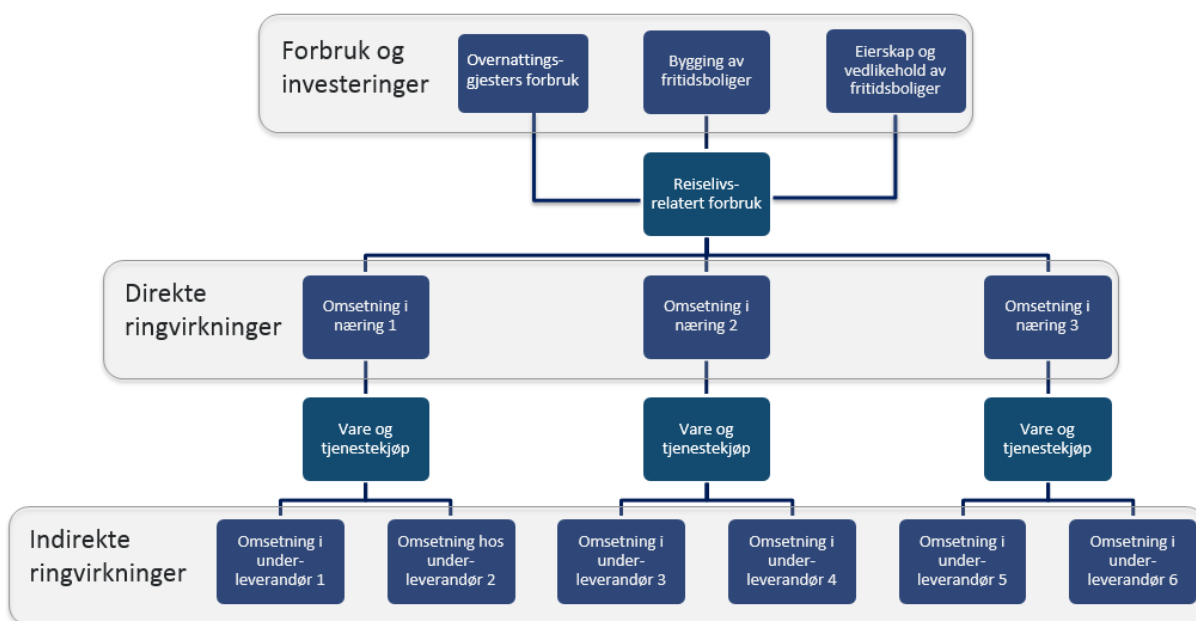 Forbruk og
investeringer
Overnattings-
gjesters forbruk
Bygging av
fritidsboliger
Eierskap og
vedlikehold av
fritidsboliger
Reiselivs-
relatert forbruk
Direkte
ringvirkninger
Omsetning i
næring 1
Omsetning i
næring 2
Omsetning i
næring 3
Vare og
tjenestekjøp
Vare og
tjenestekjøp
Vare og
tjenestekjøp
Indirekte
ringvirkninger
Omsetning i
under-
leverandør 1
Omsetning hos
under-
leverandør 2
Omsetning i
under-
leverandør 3
Omsetning i
under-
leverandør 4
Omsetning i
under-
leverandør 5
Omsetning i
under-
leverandør 6